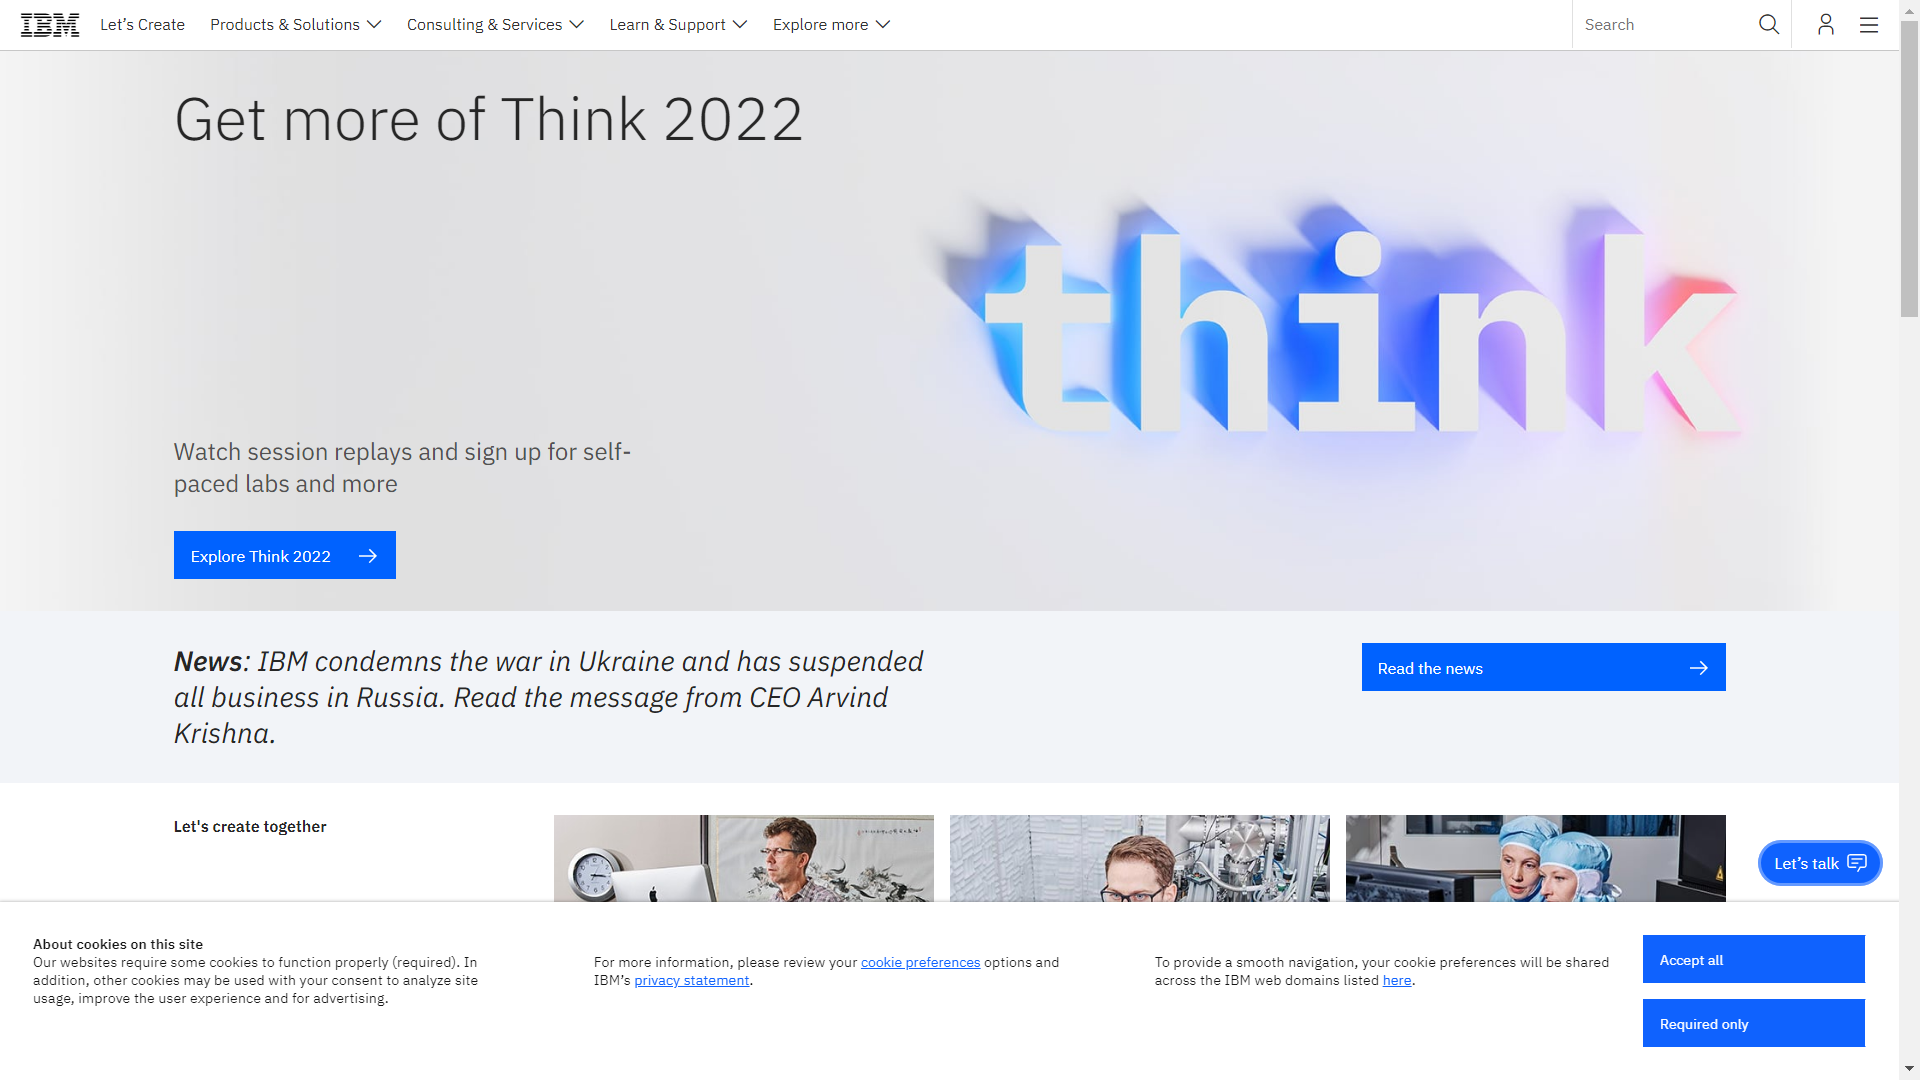 IBM
Let's Create
Products & Solutions
Consulting & Services
Learn & Support
Explore more
Search
Get more of Think 2022
think
Watch session replays and sign up for self-
paced labs and more
Explore Think 2022
News: IBM condemns the war in Ukraine and has suspended
all business in Russia. Read the message from CEO Arvind
Krishna.
Read the news
Let's create together
Let's talk
About cookies on this site
Our websites require some cookies to function properly (required). In
addition, other cookies may be used with your consent to analyze site
usage, improve the user experience and for advertising.
For more information, please review your cookie preferences options and
IBM's privacy statement.
To provide a smooth navigation, your cookie preferences will be shared
across the IBM web domains listed here.
Accept all
Required only